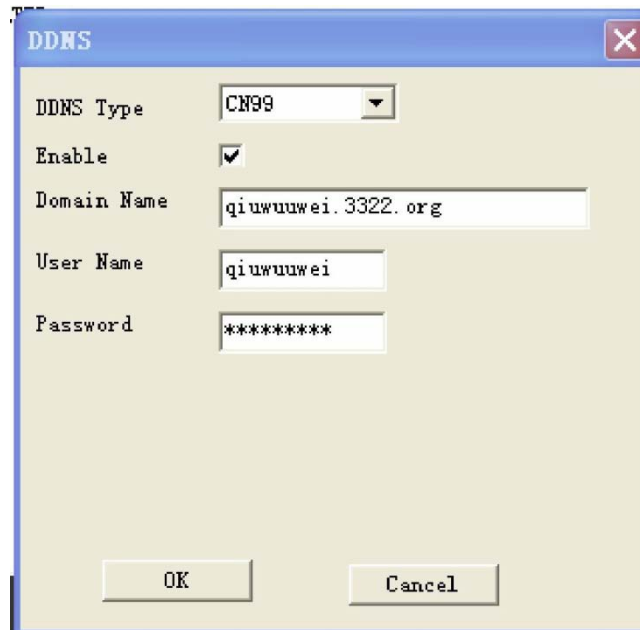 DDNS
DDNS Type CN99
Enable
Domain Name qiuwuuwei.3322.org
User Name qiuwuuwei
Password *********
OK Cancel